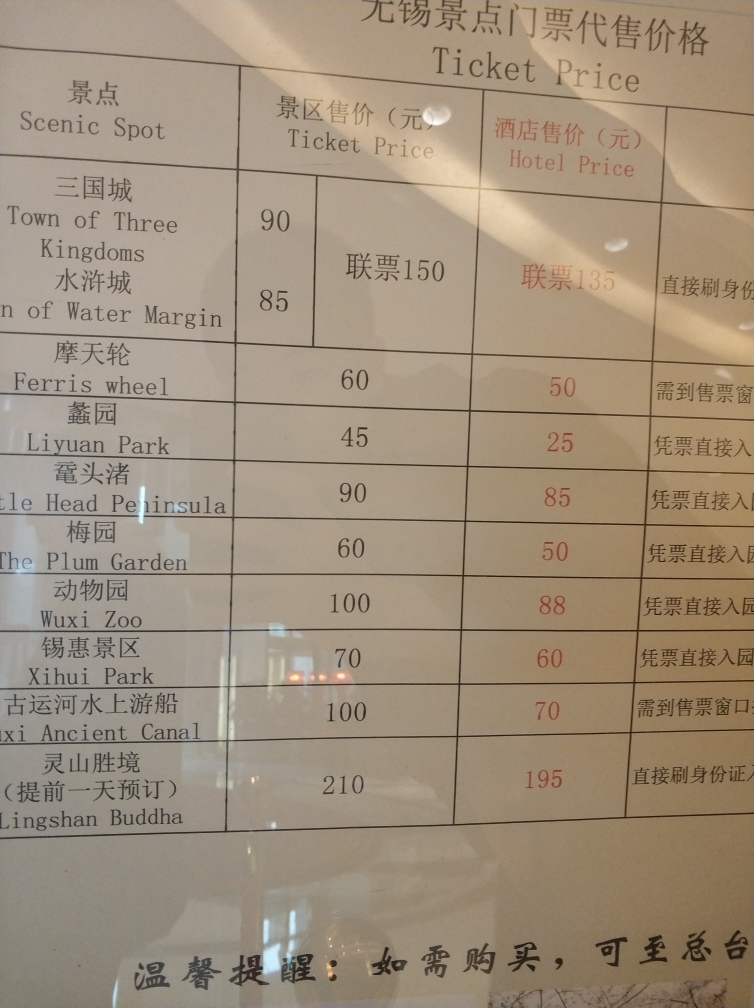 无锡景点门票代售价格
Ticket Price
景点
Scenic Spot
景区售价（元）
Ticket Price
酒店售价（元）
Hotel Price
三国城
Town of Three
Kingdoms
水浒城
n of Water Margin
90
85
联票150
联票135
直接刷身份
摩天轮
Ferris wheel
60
50
需到售票窗
蠡园
Liyuan Park
45
25
凭票直接入
鼋头渚
tle Head Peninsula
90
85
凭票直接入
梅园
The Plum Garden
60
50
凭票直接入园
动物园
Wuxi Zoo
100
88
凭票直接入园
锡惠景区
Xihui Park
70
60
凭票直接入园
古运河水上游船
uxi Ancient Canal
100
70
需到售票窗口
灵山胜境
（提前一天预订）
Lingshan Buddha
210
195
直接刷身份证入
温馨提醒：如需购买，可至总台